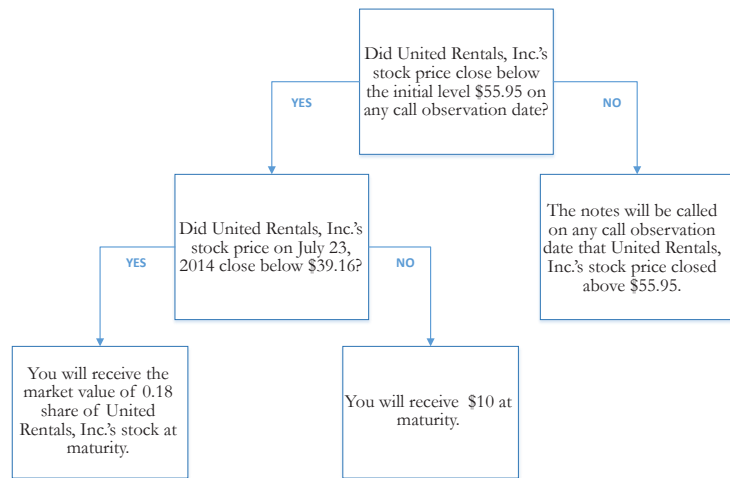 Did United Rentals, Inc.'s
stock price close below
the initial level $55.95 on
any call observation date?
YES
NO
Did United Rentals, Inc.'s
stock price on July 23,
2014 close below $39.16?
The notes will be called
on any call observation
date that United Rentals,
Inc.'s stock price closed
above $55.95.
YES
NO
You will receive the
market value of 0.18
share of United
Rentals, Inc.'s stock at
maturity.
You will receive $10 at
maturity.